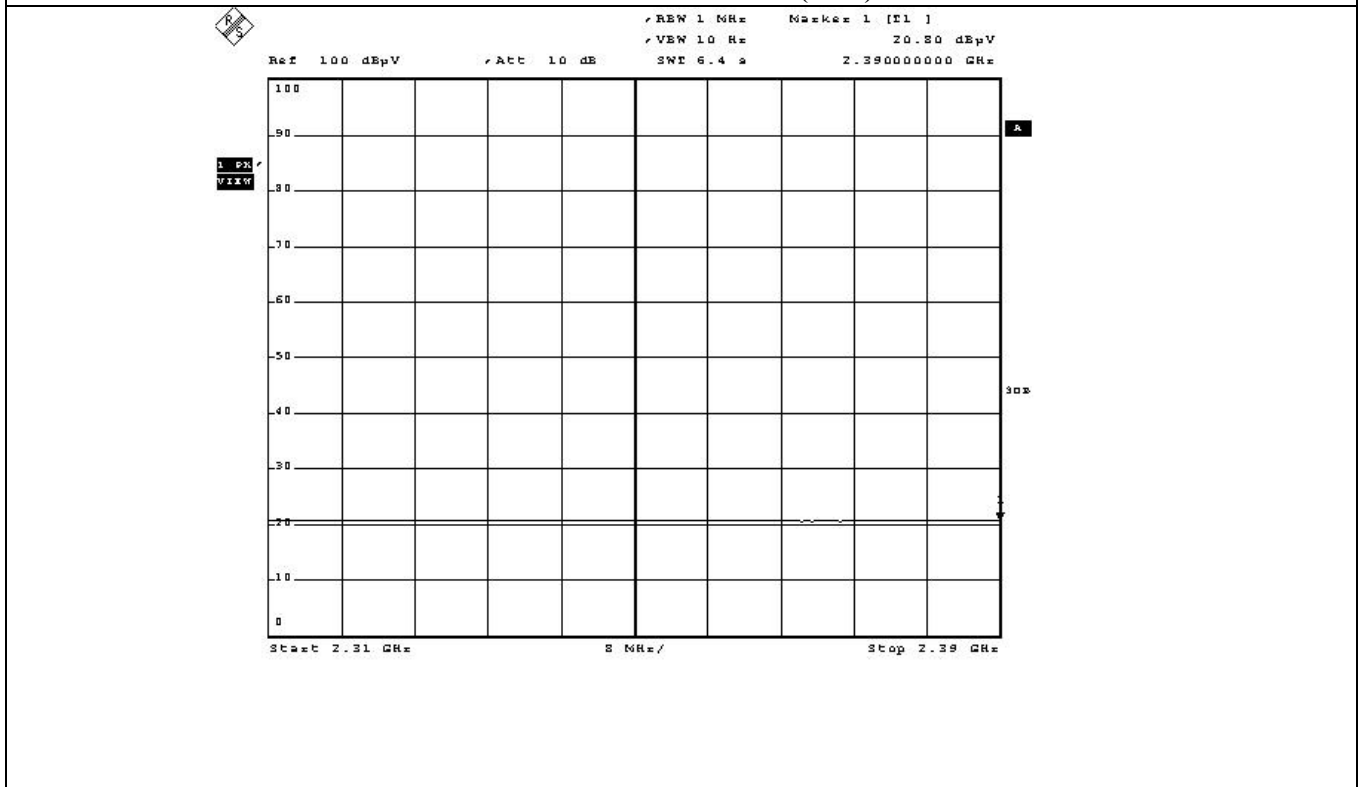 R S
RBW 1 MHz Marker 1 [T1 ]
VBW 10 Hz 20.80 dBµV
Ref 100 dBµV Att 10 dB SWT 6.4 s 2.390000000 GHz
100
90
A
1 PK
VIEW
80
70
60
50
40
30
1
20
10
0
Start 2.31 GHz 8 MHz/ Stop 2.39 GHz